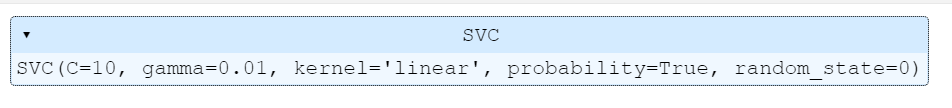 ▾ SVC
SVC(C=10, gamma=0.01, kernel='linear', probability=True, random_state=0)